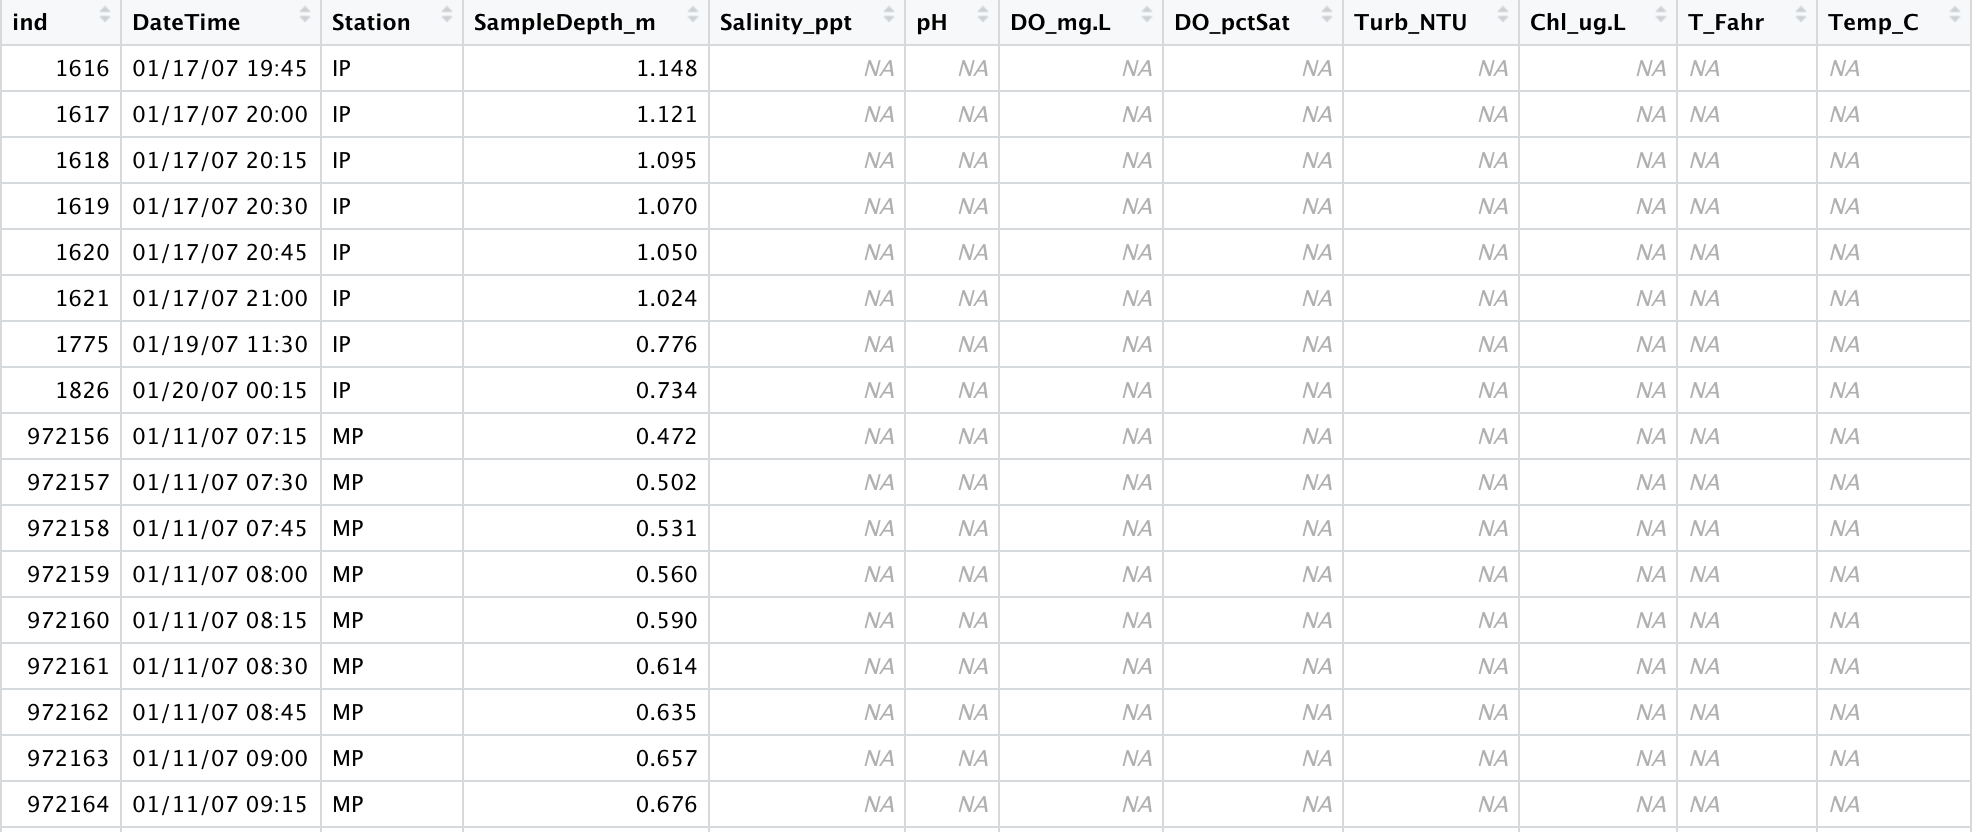 ind DateTime Station SampleDepth_m Salinity_ppt pH DO_mg.L DO_pctSat Turb_NTU Chl_ug.L T_Fahr Temp_C
1616 01/17/07 19:45 IP 1.148 NA NA NA NA NA NA NA NA
1617 01/17/07 20:00 IP 1.121 NA NA NA NA NA NA NA NA
1618 01/17/07 20:15 IP 1.095 NA NA NA NA NA NA NA NA
1619 01/17/07 20:30 IP 1.070 NA NA NA NA NA NA NA NA
1620 01/17/07 20:45 IP 1.050 NA NA NA NA NA NA NA NA
1621 01/17/07 21:00 IP 1.024 NA NA NA NA NA NA NA NA
1775 01/19/07 11:30 IP 0.776 NA NA NA NA NA NA NA NA
1826 01/20/07 00:15 IP 0.734 NA NA NA NA NA NA NA NA
972156 01/11/07 07:15 MP 0.472 NA NA NA NA NA NA NA NA
972157 01/11/07 07:30 MP 0.502 NA NA NA NA NA NA NA NA
972158 01/11/07 07:45 MP 0.531 NA NA NA NA NA NA NA NA
972159 01/11/07 08:00 MP 0.560 NA NA NA NA NA NA NA NA
972160 01/11/07 08:15 MP 0.590 NA NA NA NA NA NA NA NA
972161 01/11/07 08:30 MP 0.614 NA NA NA NA NA NA NA NA
972162 01/11/07 08:45 MP 0.635 NA NA NA NA NA NA NA NA
972163 01/11/07 09:00 MP 0.657 NA NA NA NA NA NA NA NA
972164 01/11/07 09:15 MP 0.676 NA NA NA NA NA NA NA NA